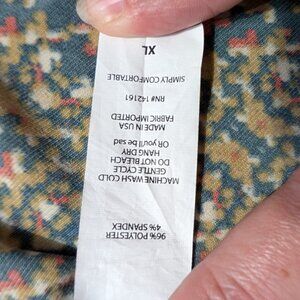 96% POLYESTER
4% SPANDEX
MACHINE WASH COLD
GENTLE CYCLE
DO NOT BLEACH
HANG DRY
OR you'll be sad
MADE IN USA
FABRIC IMPORTED
RN# 142161
SIMPLY COMFORTABLE
XL